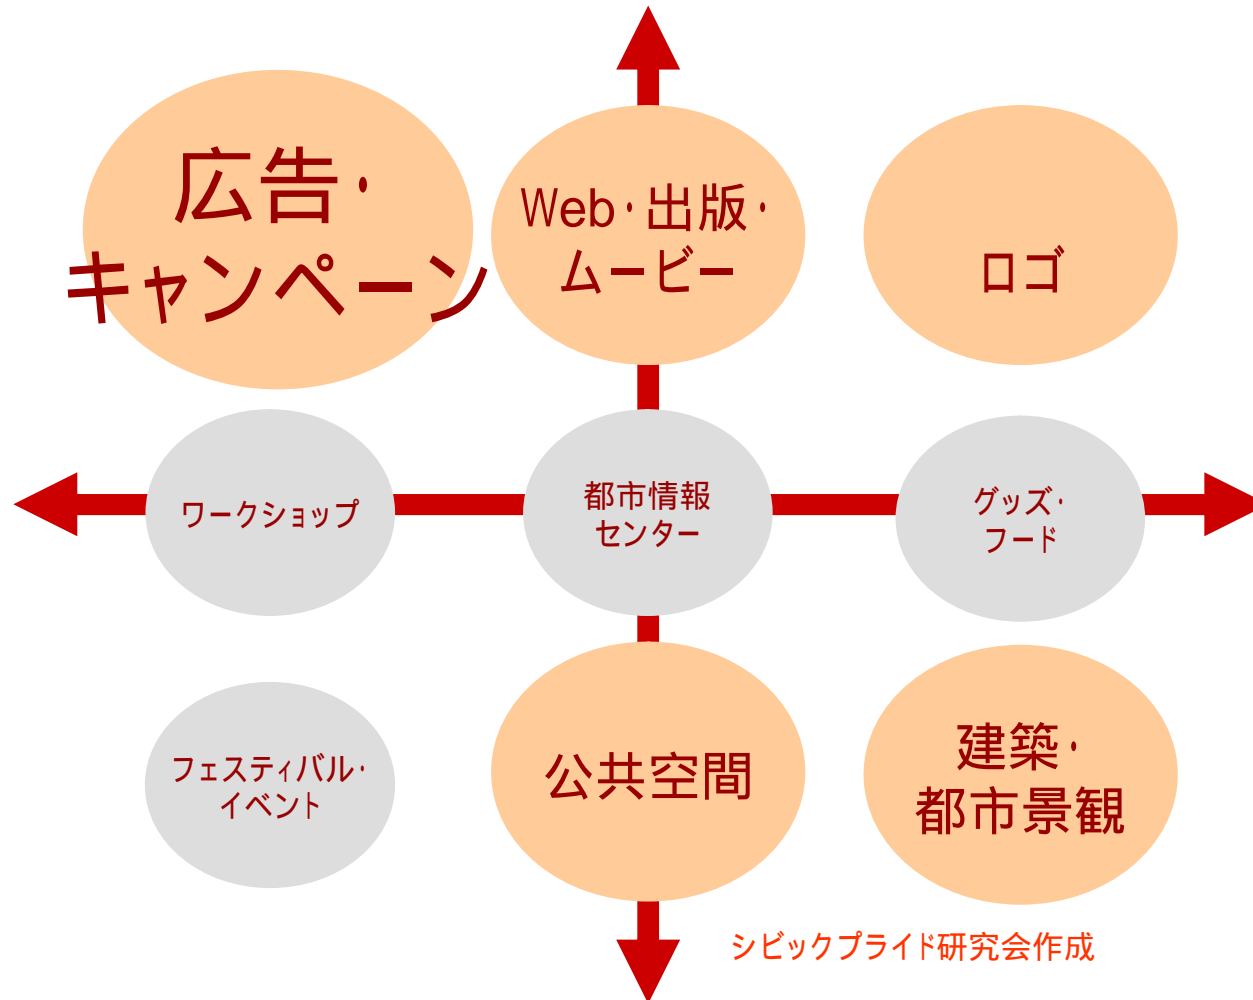 広告・
キャンペーン
Web・出版・
ムービー
ロゴ
ワークショップ
都市情報
センター
グッズ・
フード
フェスティバル・
イベント
公共空間
建築・
都市景観
シビックプライド研究会作成